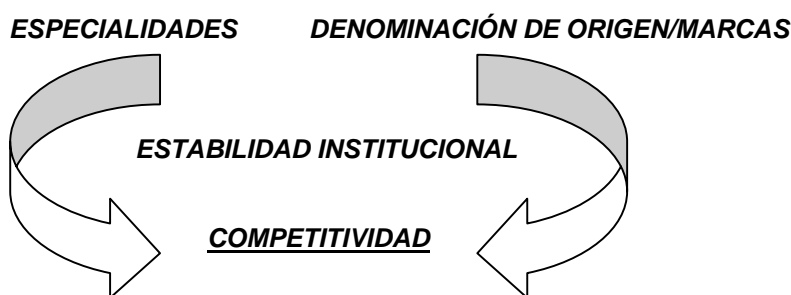 ESPECIALIDADES DENOMINACIÓN DE ORIGEN/MARCAS
ESTABILIDAD INSTITUCIONAL
COMPETITIVIDAD